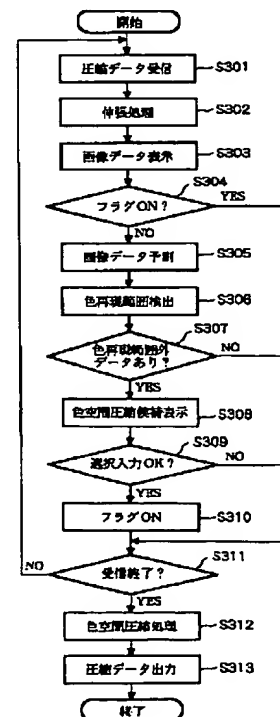 開始
圧縮データ受信 S301
伸張処理 S302
画像データ表示 S303
S304
フラグON? YES
NO
画像データ予測 S305
色再現範囲検出 S306
S307
色再現範囲外 NO
データあり?
YES
色空間圧縮候補表示 S308
S309
選択入力OK? NO
YES
フラグON S310
S311
NO 受信終了?
YES
色空間圧縮処理 S312
圧縮データ出力 S313
終了